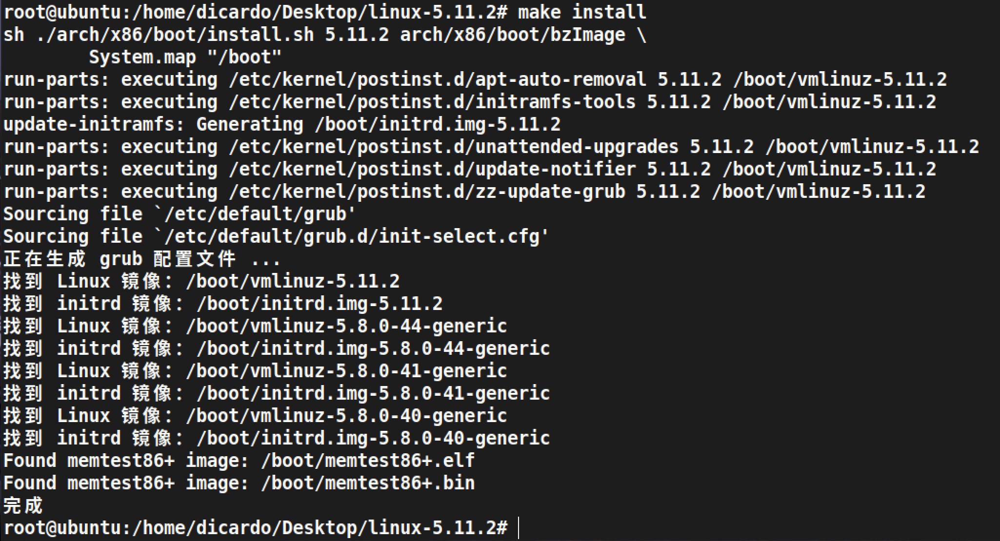 root@ubuntu:/home/dicardo/Desktop/linux-5.11.2# make install
sh ./arch/x86/boot/install.sh 5.11.2 arch/x86/boot/bzImage \
        System.map "/boot"
run-parts: executing /etc/kernel/postinst.d/apt-auto-removal 5.11.2 /boot/vmlinuz-5.11.2
run-parts: executing /etc/kernel/postinst.d/initramfs-tools 5.11.2 /boot/vmlinuz-5.11.2
update-initramfs: Generating /boot/initrd.img-5.11.2
run-parts: executing /etc/kernel/postinst.d/unattended-upgrades 5.11.2 /boot/vmlinuz-5.11.2
run-parts: executing /etc/kernel/postinst.d/update-notifier 5.11.2 /boot/vmlinuz-5.11.2
run-parts: executing /etc/kernel/postinst.d/zz-update-grub 5.11.2 /boot/vmlinuz-5.11.2
Sourcing file `/etc/default/grub'
Sourcing file `/etc/default/grub.d/init-select.cfg'
正在生成 grub 配置文件 ...
找到 Linux 镜像：/boot/vmlinuz-5.11.2
找到 initrd 镜像：/boot/initrd.img-5.11.2
找到 Linux 镜像：/boot/vmlinuz-5.8.0-44-generic
找到 initrd 镜像：/boot/initrd.img-5.8.0-44-generic
找到 Linux 镜像：/boot/vmlinuz-5.8.0-41-generic
找到 initrd 镜像：/boot/initrd.img-5.8.0-41-generic
找到 Linux 镜像：/boot/vmlinuz-5.8.0-40-generic
找到 initrd 镜像：/boot/initrd.img-5.8.0-40-generic
Found memtest86+ image: /boot/memtest86+.elf
Found memtest86+ image: /boot/memtest86+.bin
完成
root@ubuntu:/home/dicardo/Desktop/linux-5.11.2#